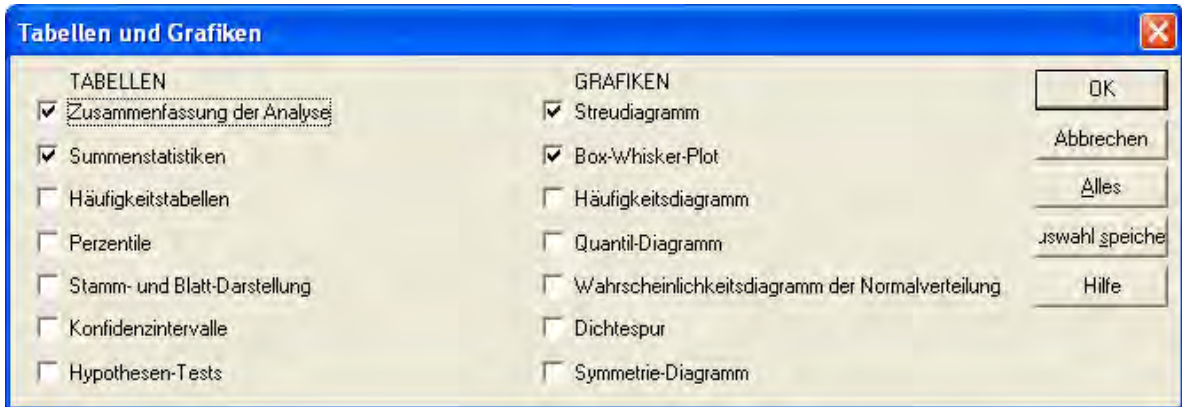 Tabellen und Grafiken
TABELLEN
Zusammenfassung der Analyse
Summenstatistiken
Häufigkeitstabellen
Perzentile
Stamm- und Blatt-Darstellung
Konfidenzintervalle
Hypothesen-Tests
GRAFIKEN
Streudiagramm
Box-Whisker-Plot
Häufigkeitsdiagramm
Quantil-Diagramm
Wahrscheinlichkeitsdiagramm der Normalverteilung
Dichtespur
Symmetrie-Diagramm
OK
Abbrechen
Alles
uswahl speiche
Hilfe